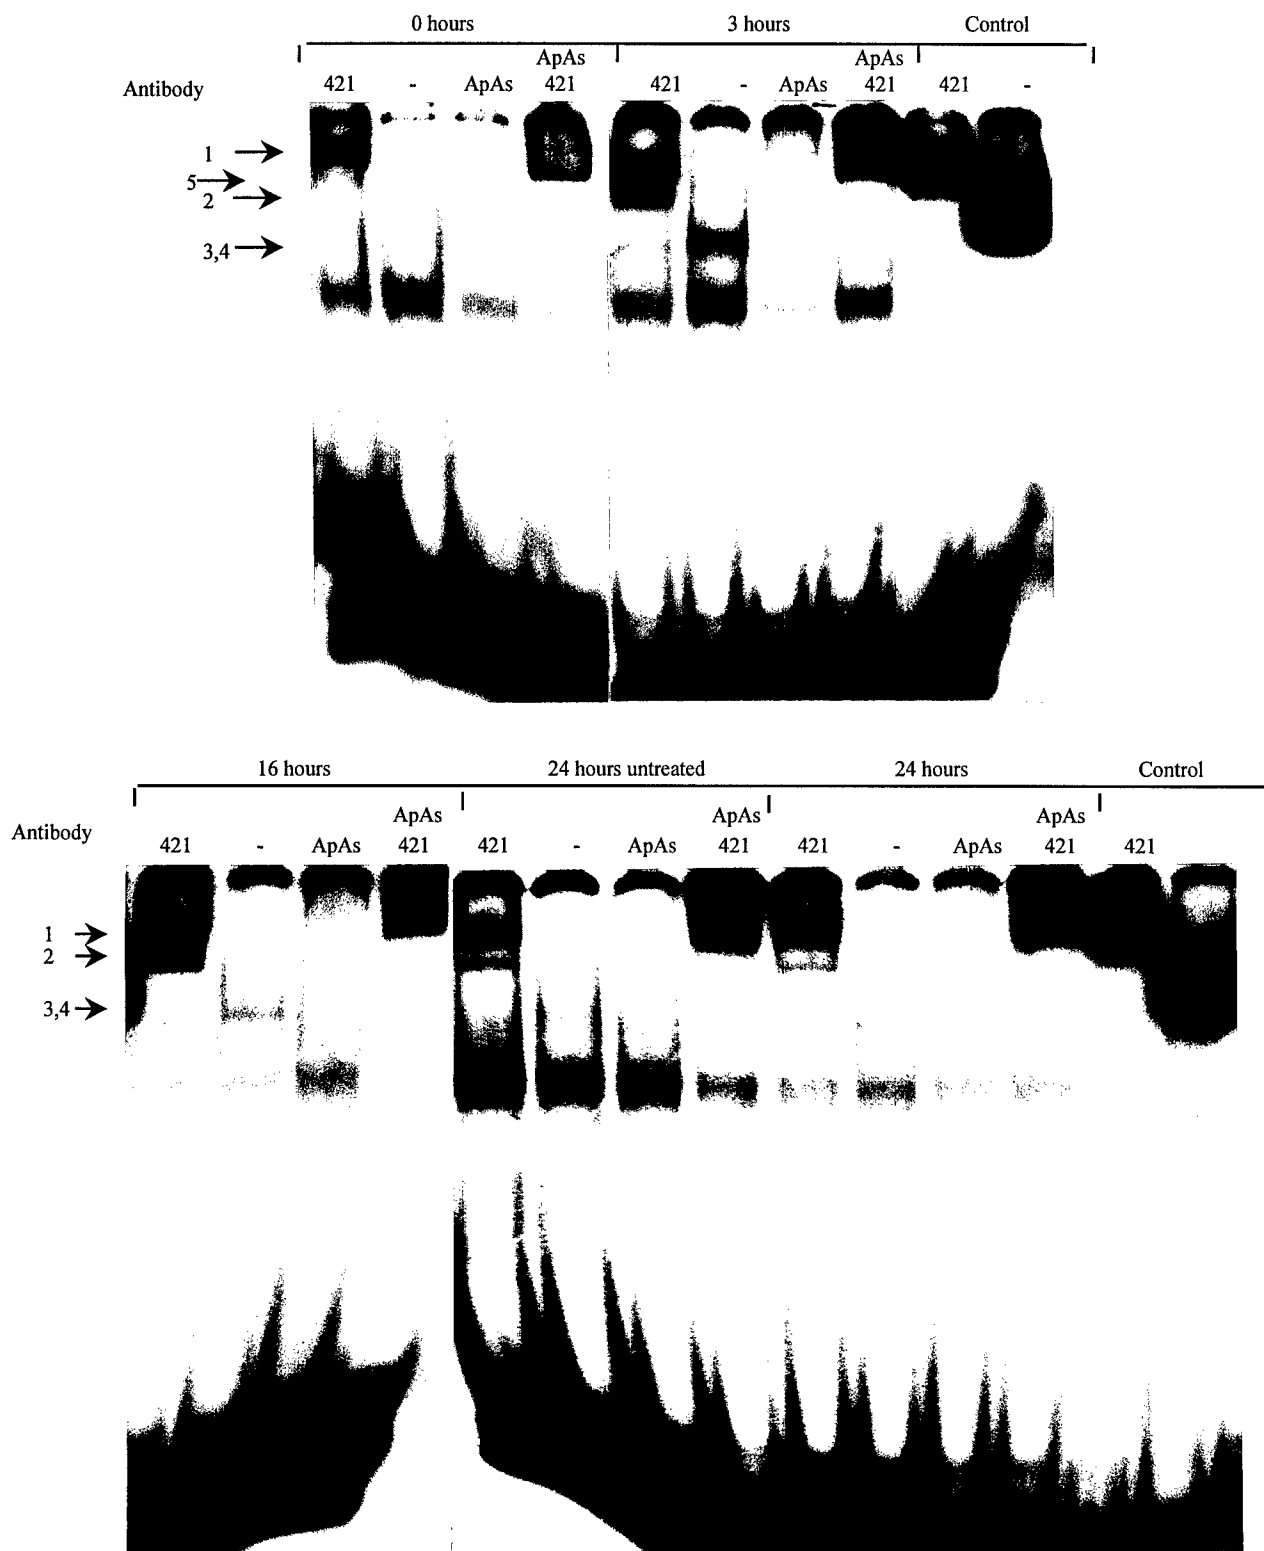 0 hours 3 hours Control
ApAs ApAs
Antibody 421 - ApAs 421 421 - ApAs 421 421 -
1
5
2
3,4
16 hours 24 hours untreated 24 hours Control
ApAs ApAs ApAs
Antibody 421 - ApAs 421 421 - ApAs 421 421 - ApAs 421 421
1
2
3,4